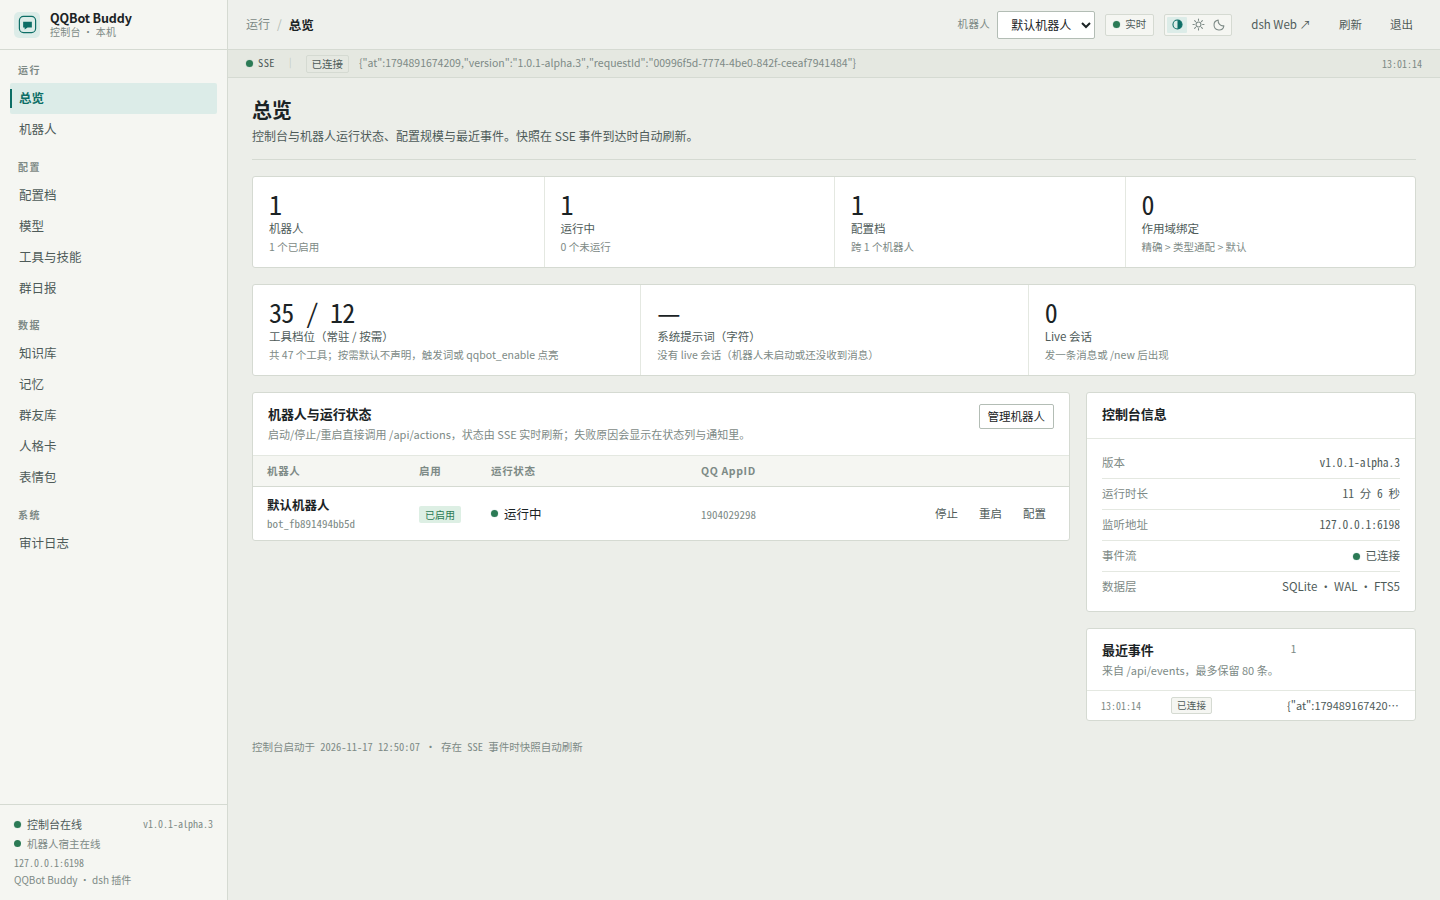 QQBot Buddy
控制台 · 本机
运行
总览
机器人
配置
配置档
模型
工具与技能
群日报
数据
知识库
记忆
群友库
人格卡
表情包
系统
审计日志
控制台在线 v1.0.1-alpha.3
机器人宿主在线
127.0.0.1:6198
QQBot Buddy · dsh 插件
运行 / 总览 机器人 默认机器人 实时 dsh Web ↗ 刷新 退出
SSE 已连接 {"at":1794891674209,"version":"1.0.1-alpha.3","requestId":"00996f5d-7774-4be0-842f-ceeaf7941484"} 13:01:14
总览
控制台与机器人运行状态、配置规模与最近事件。快照在 SSE 事件到达时自动刷新。
1 1 1 0
机器人 运行中 配置档 作用域绑定
1 个已启用 0 个未运行 跨 1 个机器人 精确 > 类型通配 > 默认
35 / 12 — 0
工具档位（常驻 / 按需） 系统提示词（字符） Live 会话
共 47 个工具；按需默认不声明，触发词或 qqbot_enable 点亮 没有 live 会话（机器人未启动或还没收到消息） 发一条消息或 /new 后出现
机器人与运行状态 管理机器人
启动/停止/重启直接调用 /api/actions，状态由 SSE 实时刷新；失败原因会显示在状态列与通知里。
机器人 启用 运行状态 QQ AppID
默认机器人 已启用 运行中 1904029298 停止 重启 配置
bot_fb891494bb5d
控制台信息
版本 v1.0.1-alpha.3
运行时长 11 分 6 秒
监听地址 127.0.0.1:6198
事件流 已连接
数据层 SQLite · WAL · FTS5
最近事件 1
来自 /api/events，最多保留 80 条。
13:01:14 已连接 {"at":179489167420…
控制台启动于 2026-11-17 12:50:07 · 存在 SSE 事件时快照自动刷新